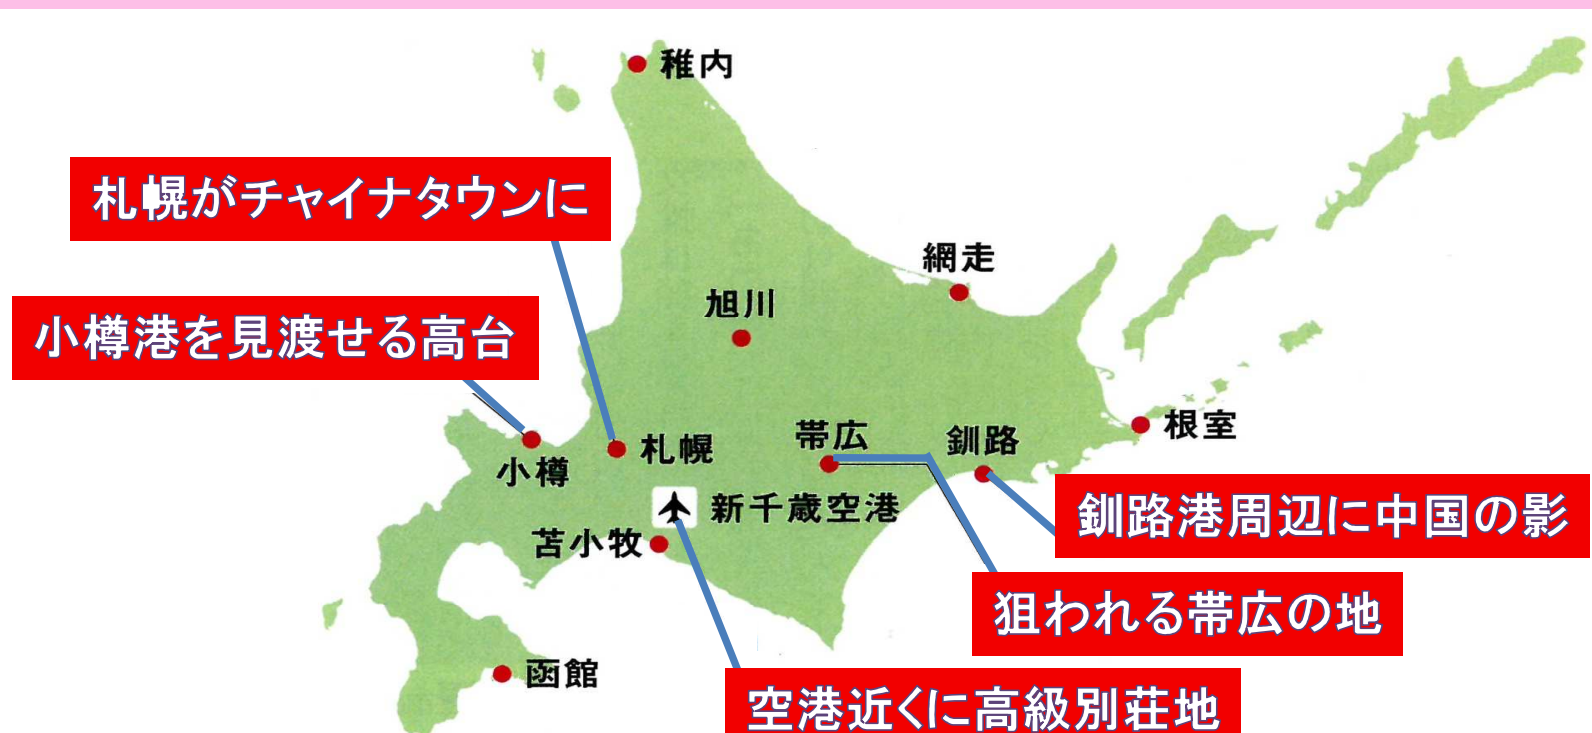 稚内
札幌がチャイナタウンに
網走
旭川
小樽港を見渡せる高台
根室
帯広
釧路
札幌
小樽
新千歳空港
釧路港周辺に中国の影
苫小牧
狙われる帯広の地
函館
空港近くに高級別荘地